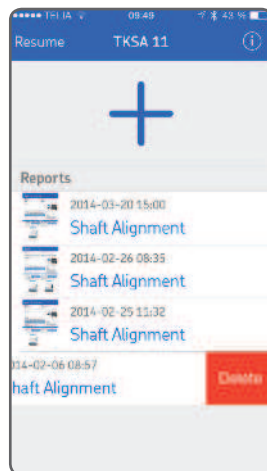 TELIA 09:49 43 %
Resume TKSA 11
Reports
2014-03-20 15:00
Shaft Alignment
2014-02-26 08:35
Shaft Alignment
2014-02-25 11:32
Shaft Alignment
014-02-06 08:57
haft Alignment
Delete